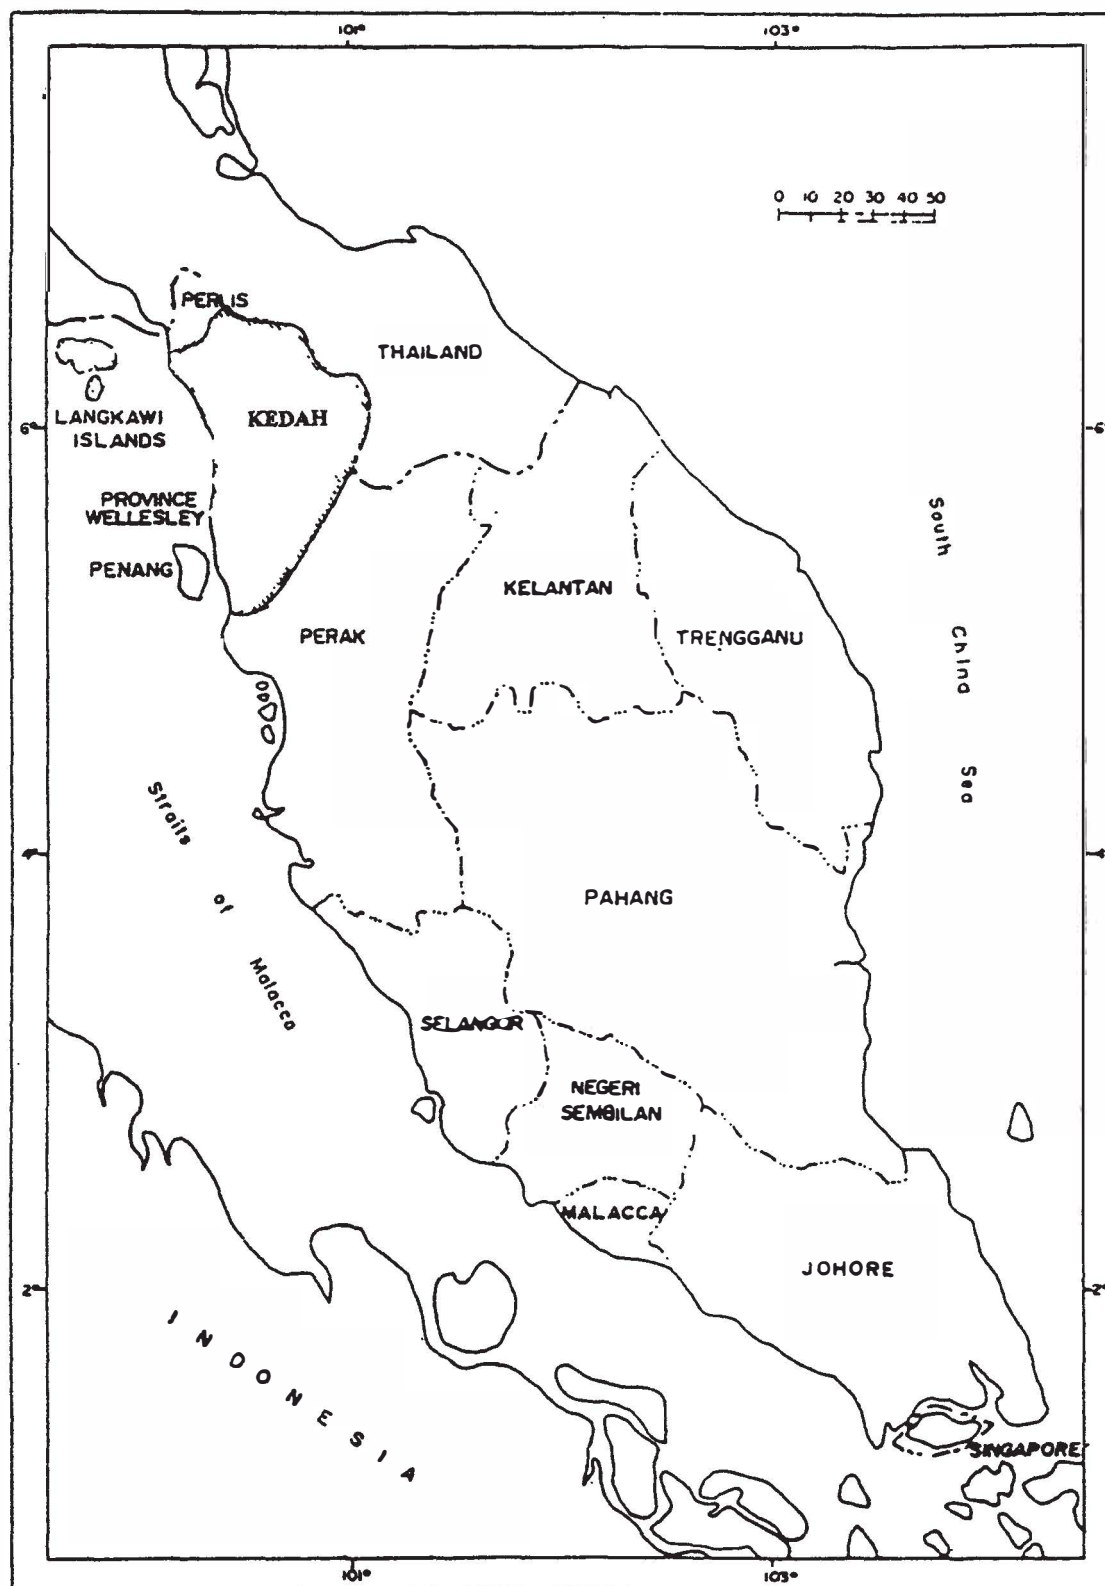 101°
103°
0 10 20 30 40 50
PERLIS
THAILAND
KEDAH
LANGKAWI
ISLANDS
6°
6°
PROVINCE
WELLESLEY
PENANG
KELANTAN
PERAK
TRENGGANU
South
China
Sea
Straits
of
Malacca
4°
4°
PAHANG
SELANGOR
NEGERI
SEMBILAN
MALACCA
JOHORE
2°
2°
INDONESIA
SINGAPORE
101°
103°